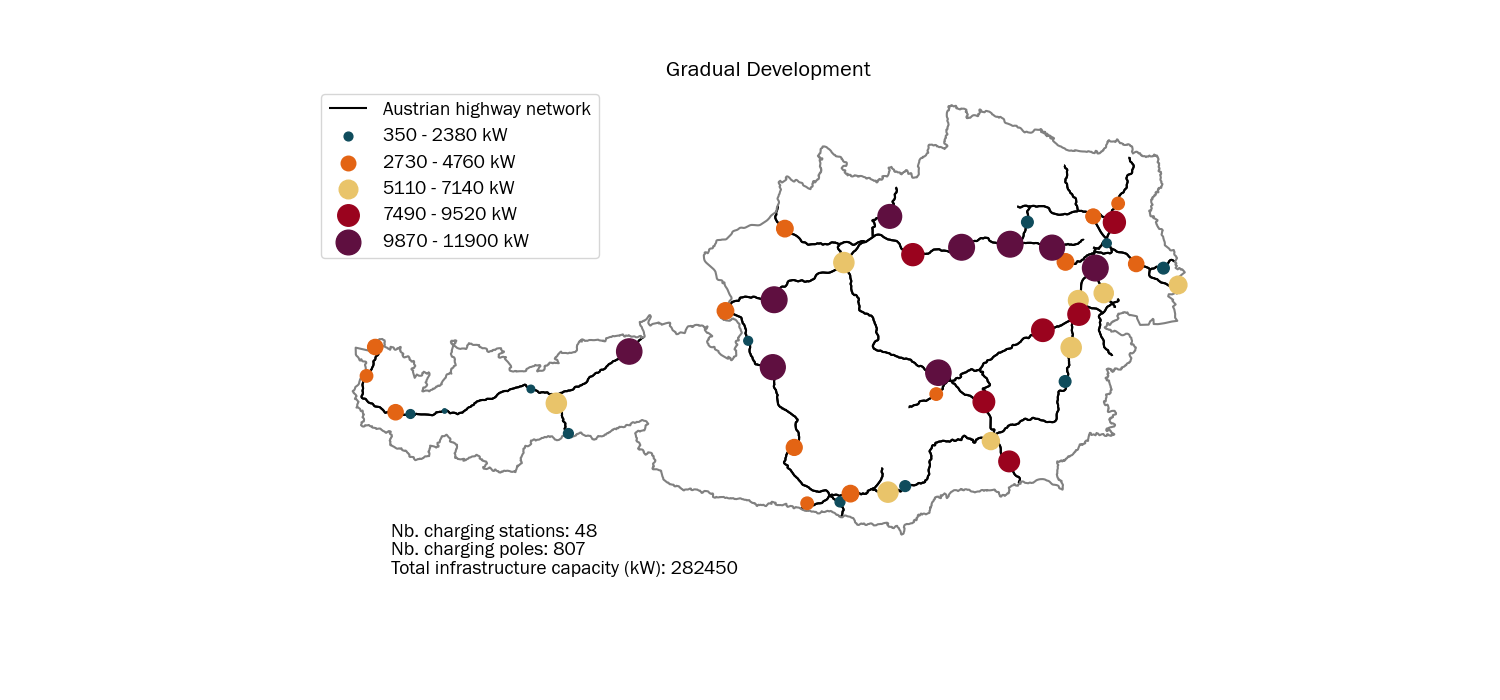 Gradual Development
Austrian highway network
350 - 2380 kW
2730 - 4760 kW
5110 - 7140 kW
7490 - 9520 kW
9870 - 11900 kW
Nb. charging stations: 48
Nb. charging poles: 807
Total infrastructure capacity (kW): 282450